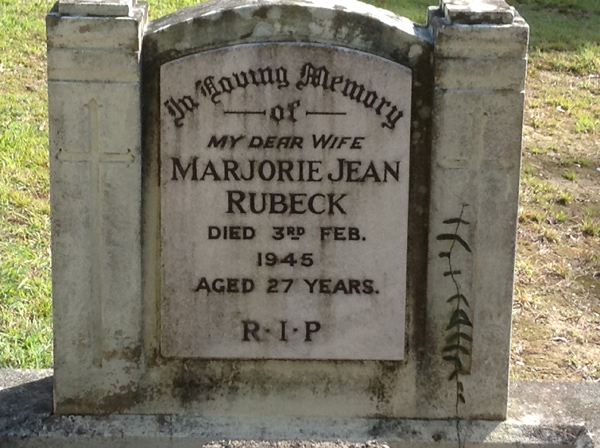 In Loving Memory
of
MY DEAR WIFE
MARJORIE JEAN
RUBECK
DIED 3RD FEB.
1945
AGED 27 YEARS.
R·I·P